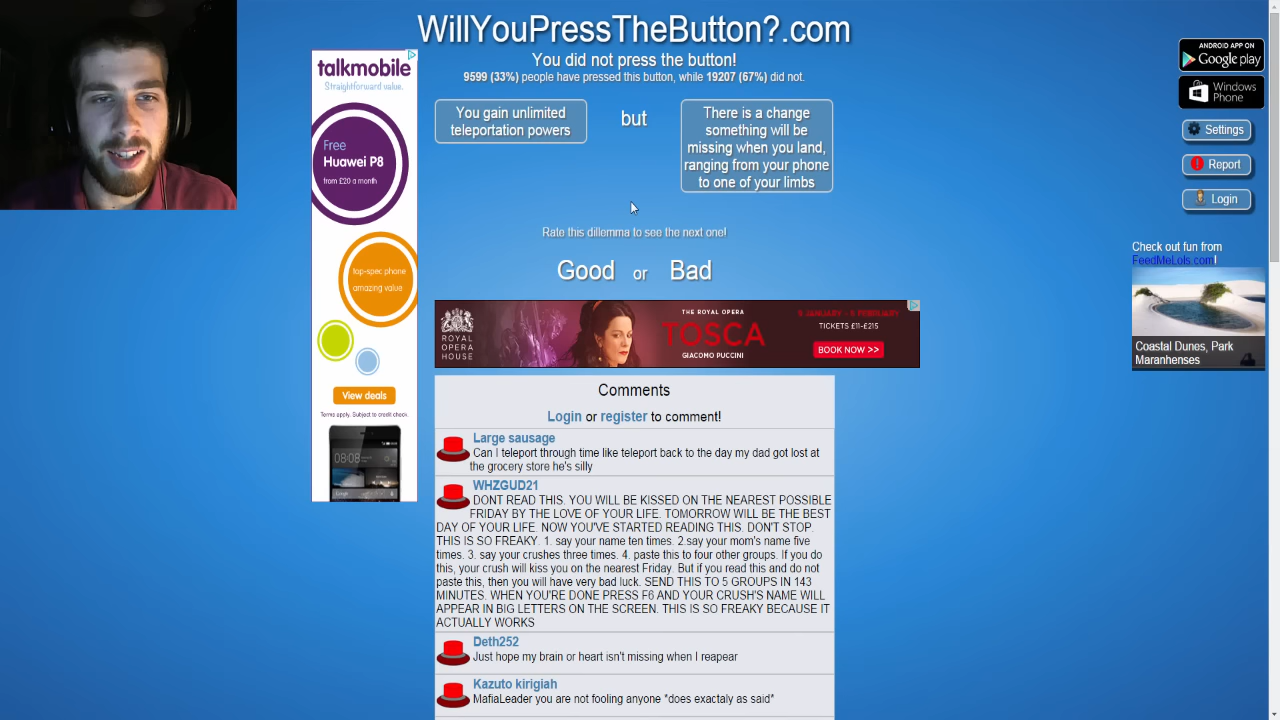 WillYouPressTheButton?.com
You did not press the button!
9599 (33%) people have pressed this button, while 19207 (67%) did not.
You gain unlimited
teleportation powers
but
There is a change
something will be
missing when you land,
ranging from your phone
to one of your limbs
Rate this dillemma to see the next one!
Good or Bad
talkmobile
Straightforward value.
Free
Huawei P8
from £20 a month
top-spec phone
amazing value
View deals
Terms apply. Subject to credit check.
08:08
ROYAL
OPERA
HOUSE
THE ROYAL OPERA
TOSCA
GIACOMO PUCCINI
TICKETS £11-£215
BOOK NOW >>
Comments
Login or register to comment!
Large sausage
Can I teleport through time like teleport back to the day my dad got lost at
the grocery store he's silly
WHZGUD21
DONT READ THIS. YOU WILL BE KISSED ON THE NEAREST POSSIBLE
FRIDAY BY THE LOVE OF YOUR LIFE. TOMORROW WILL BE THE BEST
DAY OF YOUR LIFE. NOW YOU'VE STARTED READING THIS. DON'T STOP.
THIS IS SO FREAKY. 1. say your name ten times. 2.say your mom's name five
times. 3. say your crushes three times. 4. paste this to four other groups. If you do
this, your crush will kiss you on the nearest Friday. But if you read this and do not
paste this, then you will have very bad luck. SEND THIS TO 5 GROUPS IN 143
MINUTES. WHEN YOU'RE DONE PRESS F6 AND YOUR CRUSH'S NAME WILL
APPEAR IN BIG LETTERS ON THE SCREEN. THIS IS SO FREAKY BECAUSE IT
ACTUALLY WORKS
Deth252
Just hope my brain or heart isn't missing when I reapear
Kazuto kirigiah
MafiaLeader you are not fooling anyone *does exactaly as said*
ANDROID APP ON
Google play
Windows
Phone
Settings
Report
Login
Check out fun from
FeedMeLols.com!
Coastal Dunes, Park
Maranhenses